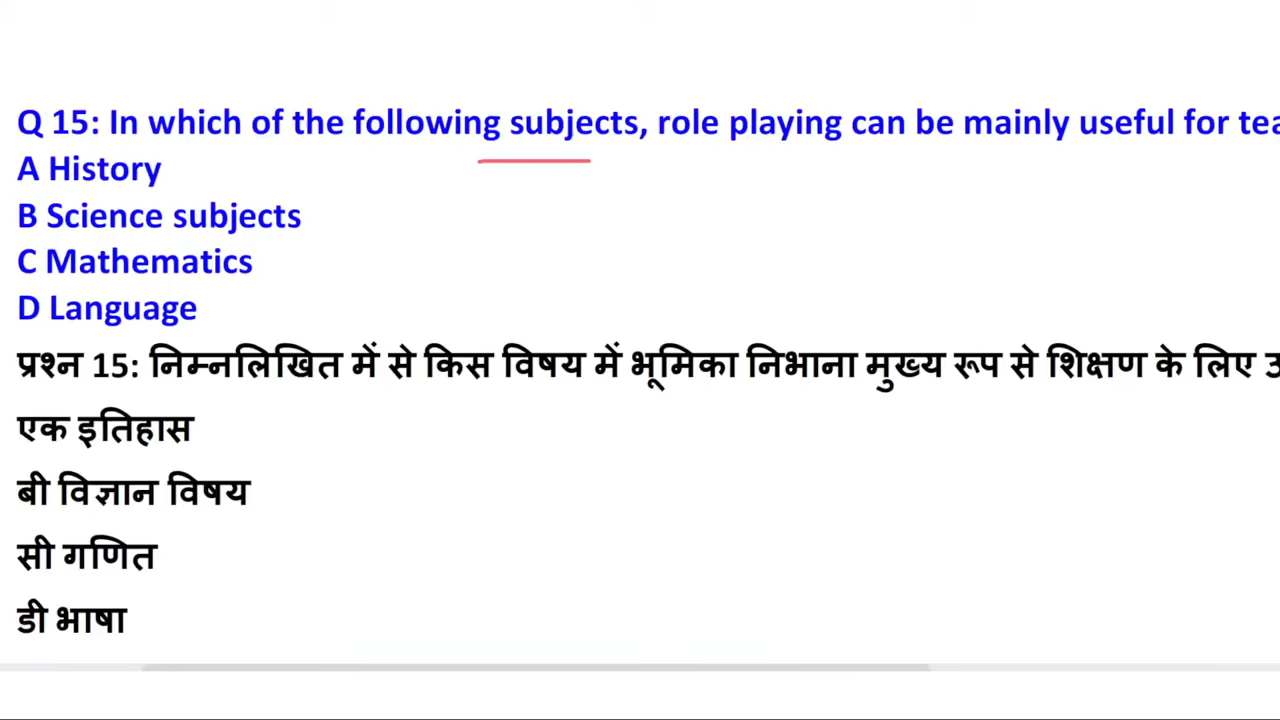 Q 15: In which of the following subjects, role playing can be mainly useful for
A History
B Science subjects
C Mathematics
D Language
प्रश्न 15: निम्नलिखित में से किस विषय में भूमिका निभाना मुख्य रूप से शिक्षण के लिए
एक इतिहास
बी विज्ञान विषय
सी गणित
डी भाषा